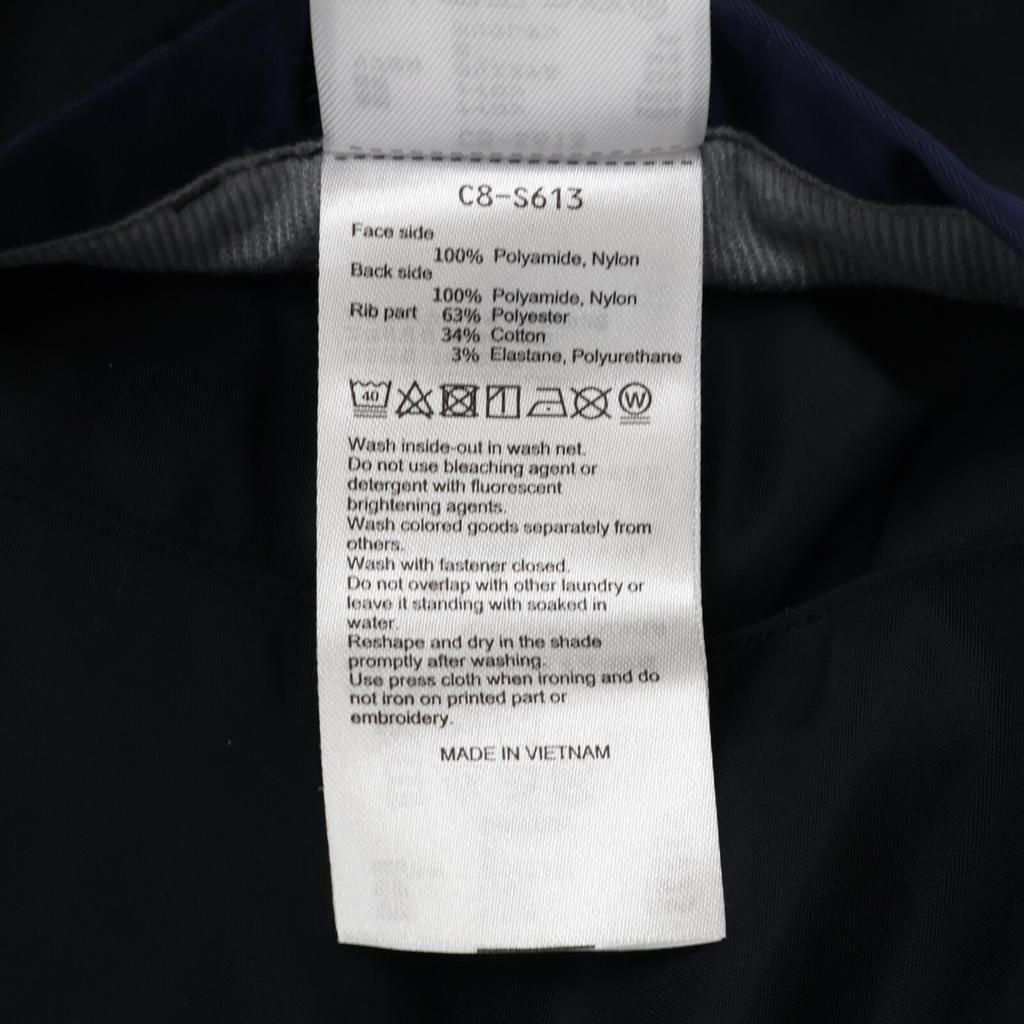 C8-S613
Face side
100% Polyamide, Nylon
Back side
100% Polyamide, Nylon
Rib part 63% Polyester
34% Cotton
3% Elastane, Polyurethane
40 W
Wash inside-out in wash net.
Do not use bleaching agent or
detergent with fluorescent
brightening agents.
Wash colored goods separately from
others.
Wash with fastener closed.
Do not overlap with other laundry or
leave it standing with soaked in
water.
Reshape and dry in the shade
promptly after washing.
Use press cloth when ironing and do
not iron on printed part or
embroidery.
MADE IN VIETNAM